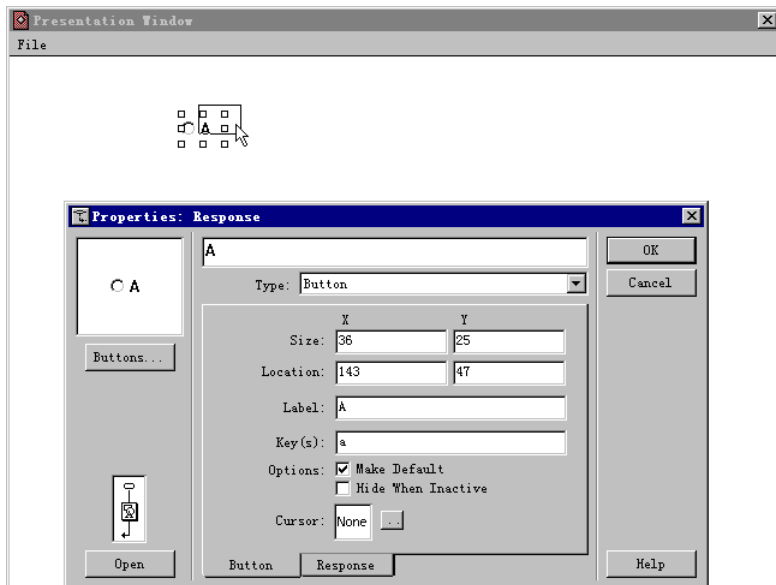 Presentation Window
File
A
Properties: Response
A
OK
Type: Button
Cancel
A
X Y
Size: 36 25
Buttons...
Location: 143 47
Label: A
Key(s): a
Options: Make Default
Hide When Inactive
Cursor: None ..
Open
Button Response
Help